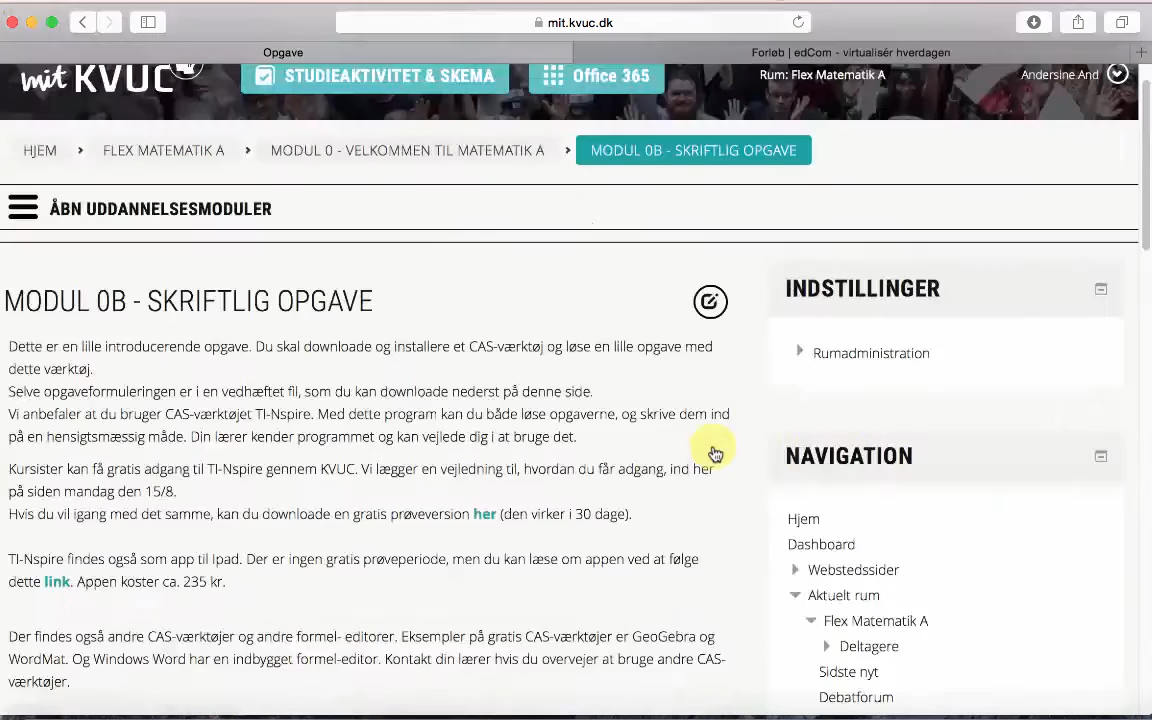 mit.kvuc.dk
Opgave
Forløb | edCom - virtualisér hverdagen
mit KVUC
STUDIEAKTIVITET & SKEMA
Office 365
Rum: Flex Matematik A
Andersine And
HJEM
FLEX MATEMATIK A
MODUL 0 - VELKOMMEN TIL MATEMATIK A
MODUL 0B - SKRIFTLIG OPGAVE
ÅBN UDDANNELSESMODULER
MODUL 0B - SKRIFTLIG OPGAVE
Dette er en lille introducerende opgave. Du skal downloade og installere et CAS-værktøj og løse en lille opgave med
dette værktøj.
Selve opgaveformuleringen er i en vedhæftet fil, som du kan downloade nederst på denne side.
Vi anbefaler at du bruger CAS-værktøjet TI-Nspire. Med dette program kan du både løse opgaverne, og skrive dem ind
på en hensigtsmæssig måde. Din lærer kender programmet og kan vejlede dig i at bruge det.
Kursister kan få gratis adgang til TI-Nspire gennem KVUC. Vi lægger en vejledning til, hvordan du får adgang, ind her
på siden mandag den 15/8.
Hvis du vil igang med det samme, kan du downloade en gratis prøveversion her (den virker i 30 dage).
TI-Nspire findes også som app til Ipad. Der er ingen gratis prøveperiode, men du kan læse om appen ved at følge
dette link. Appen koster ca. 235 kr.
Der findes også andre CAS-værktøjer og andre formel- editorer. Eksempler på gratis CAS-værktøjer er GeoGebra og
WordMat. Og Windows Word har en indbygget formel-editor. Kontakt din lærer hvis du overvejer at bruge andre CAS-
værktøjer.
INDSTILLINGER
Rumadministration
NAVIGATION
Hjem
Dashboard
Webstedssider
Aktuelt rum
Flex Matematik A
Deltagere
Sidste nyt
Debatforum